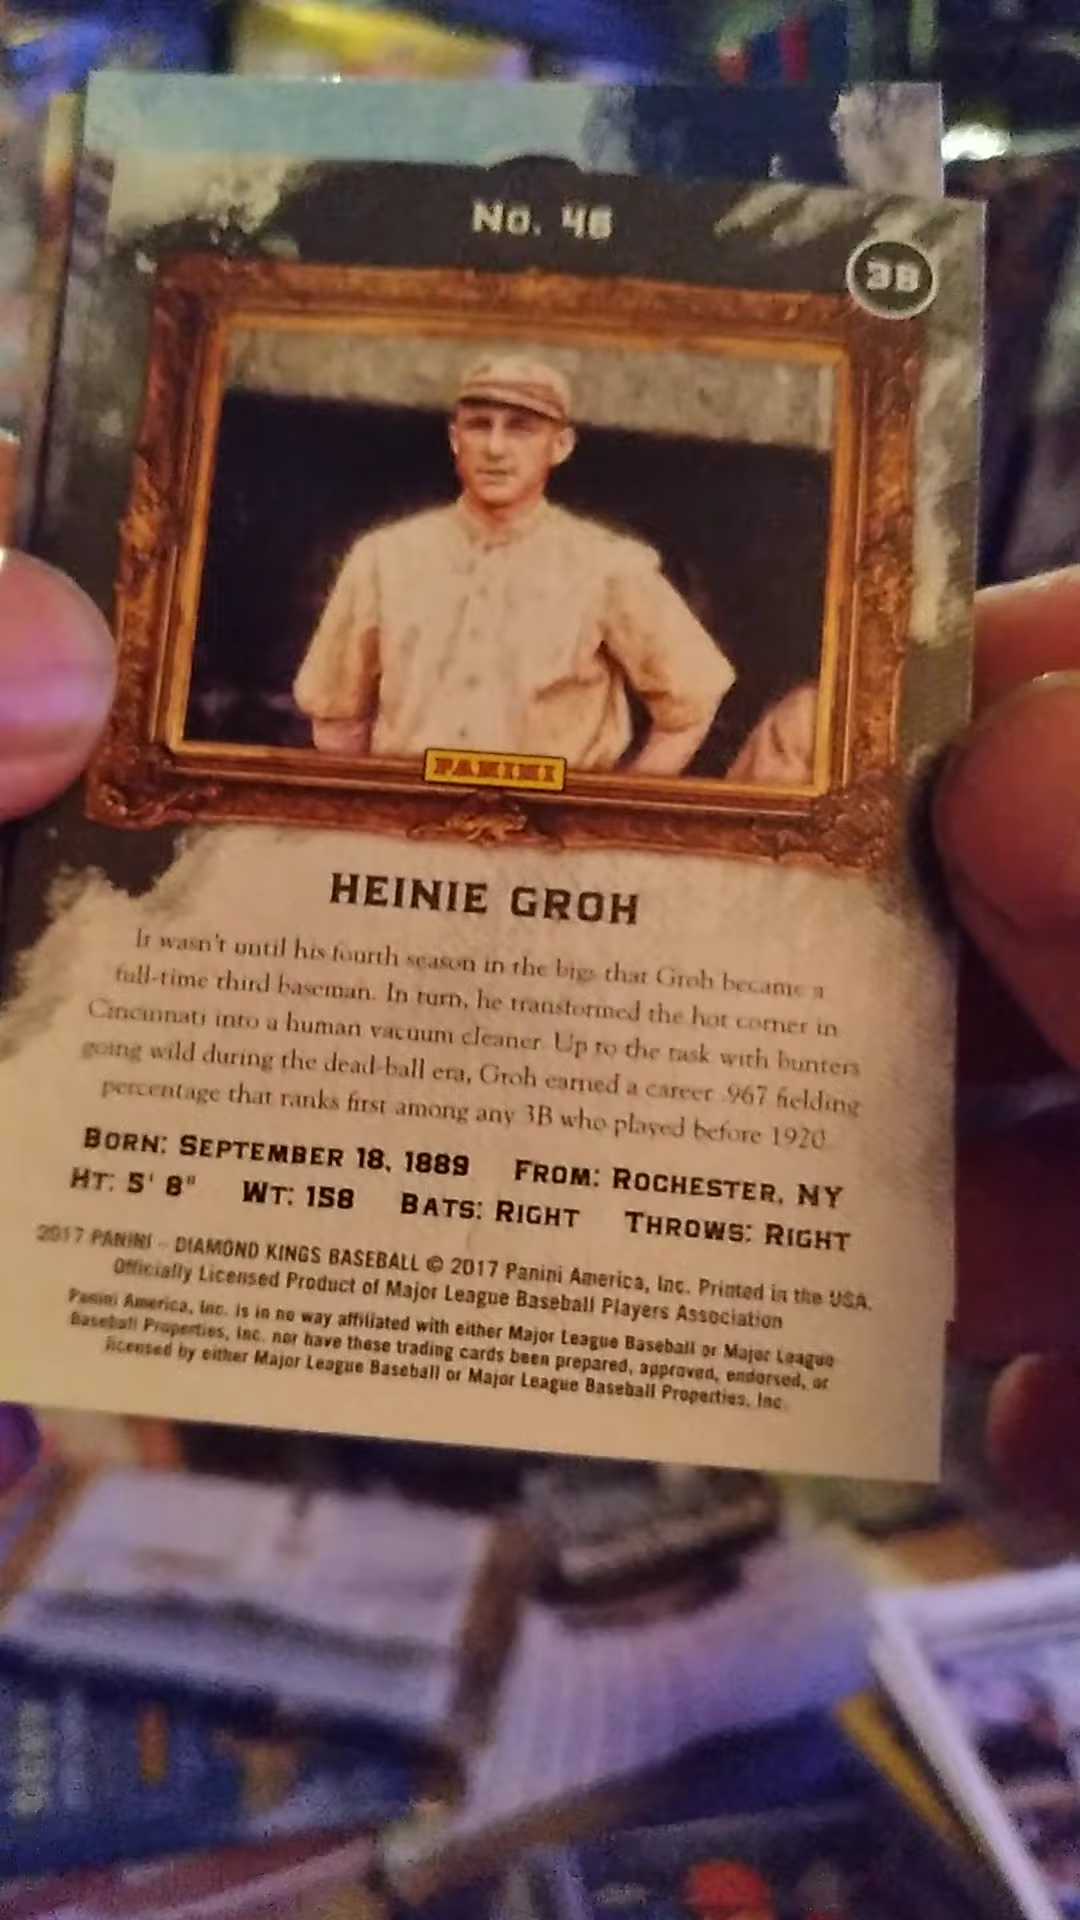 No. 46
3B
PANINI
HEINIE GROH
It wasn't until his fourth season in the bigs that Groh became a
full-time third baseman. In turn, he transformed the hot corner in
Cincinnati into a human vacuum cleaner. Up to the task with bunters
going wild during the dead-ball era, Groh earned a career .967 fielding
percentage that ranks first among any 3B who played before 1920.
BORN: SEPTEMBER 18, 1889 FROM: ROCHESTER, NY
HT: 5' 8" WT: 158 BATS: RIGHT THROWS: RIGHT
2017 PANINI - DIAMOND KINGS BASEBALL © 2017 Panini America, Inc. Printed in the USA.
Officially Licensed Product of Major League Baseball Players Association
Panini America, Inc. is in no way affiliated with either Major League Baseball or Major League
Baseball Properties, Inc. nor have these trading cards been prepared, approved, endorsed, or
licensed by either Major League Baseball or Major League Baseball Properties, Inc.